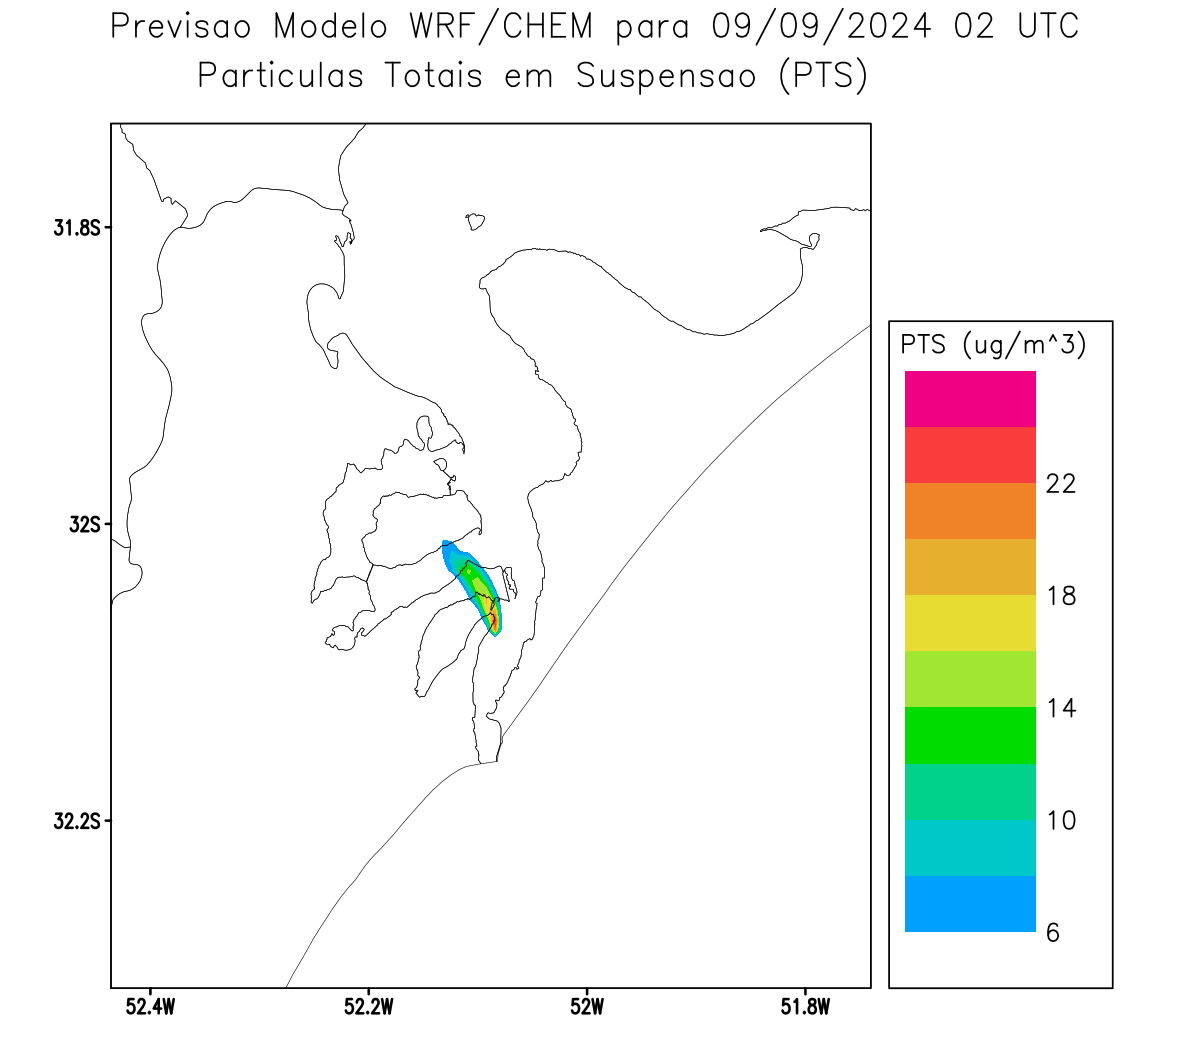 Previsao Modelo WRF/CHEM para 09/09/2024 02 UTC
Particulas Totais em Suspensao (PTS)
31.8S
32S
32.2S
52.4W
52.2W
52W
51.8W
PTS (ug/m^3)
22
18
14
10
6